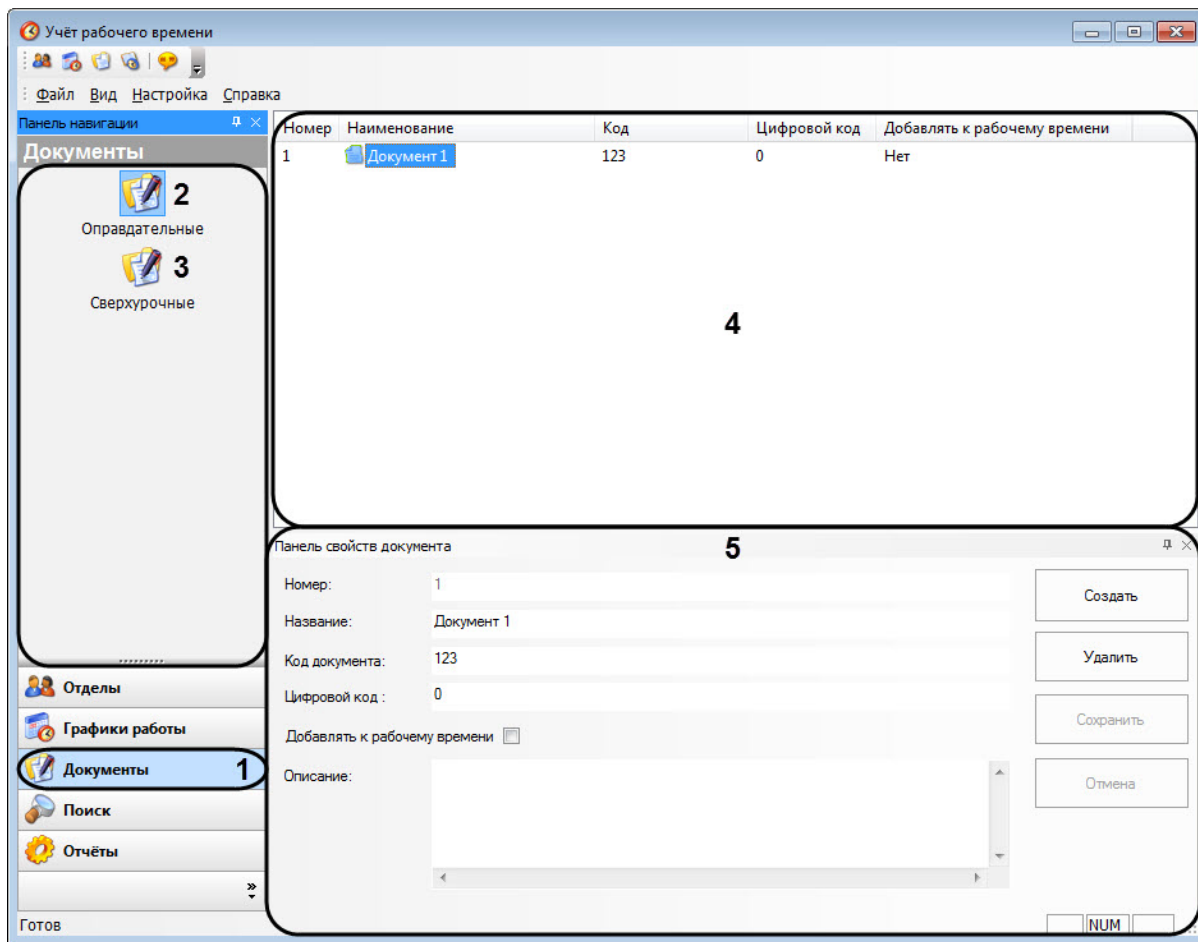 Учёт рабочего времени
Файл Вид Настройка Справка
Панель навигации
Документы
2
Оправдательные
3
Сверхурочные
Отделы
Графики работы
Документы 1
Поиск
Отчёты
Номер Наименование Код Цифровой код Добавлять к рабочему времени
1 Документ 1 123 0 Нет
4
Панель свойств документа 5
Номер: 1
Название: Документ 1
Код документа: 123
Цифровой код : 0
Добавлять к рабочему времени
Описание:
Создать
Удалить
Сохранить
Отмена
Готов NUM